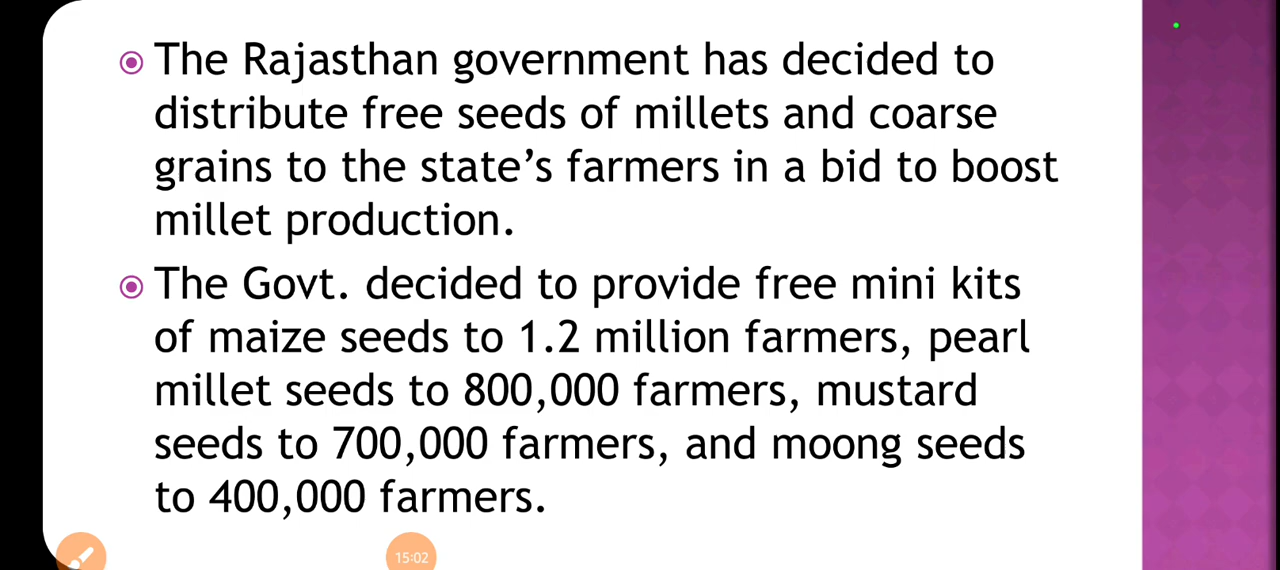 The Rajasthan government has decided to
distribute free seeds of millets and coarse
grains to the state’s farmers in a bid to boost
millet production.
The Govt. decided to provide free mini kits
of maize seeds to 1.2 million farmers, pearl
millet seeds to 800,000 farmers, mustard
seeds to 700,000 farmers, and moong seeds
to 400,000 farmers.
15:02